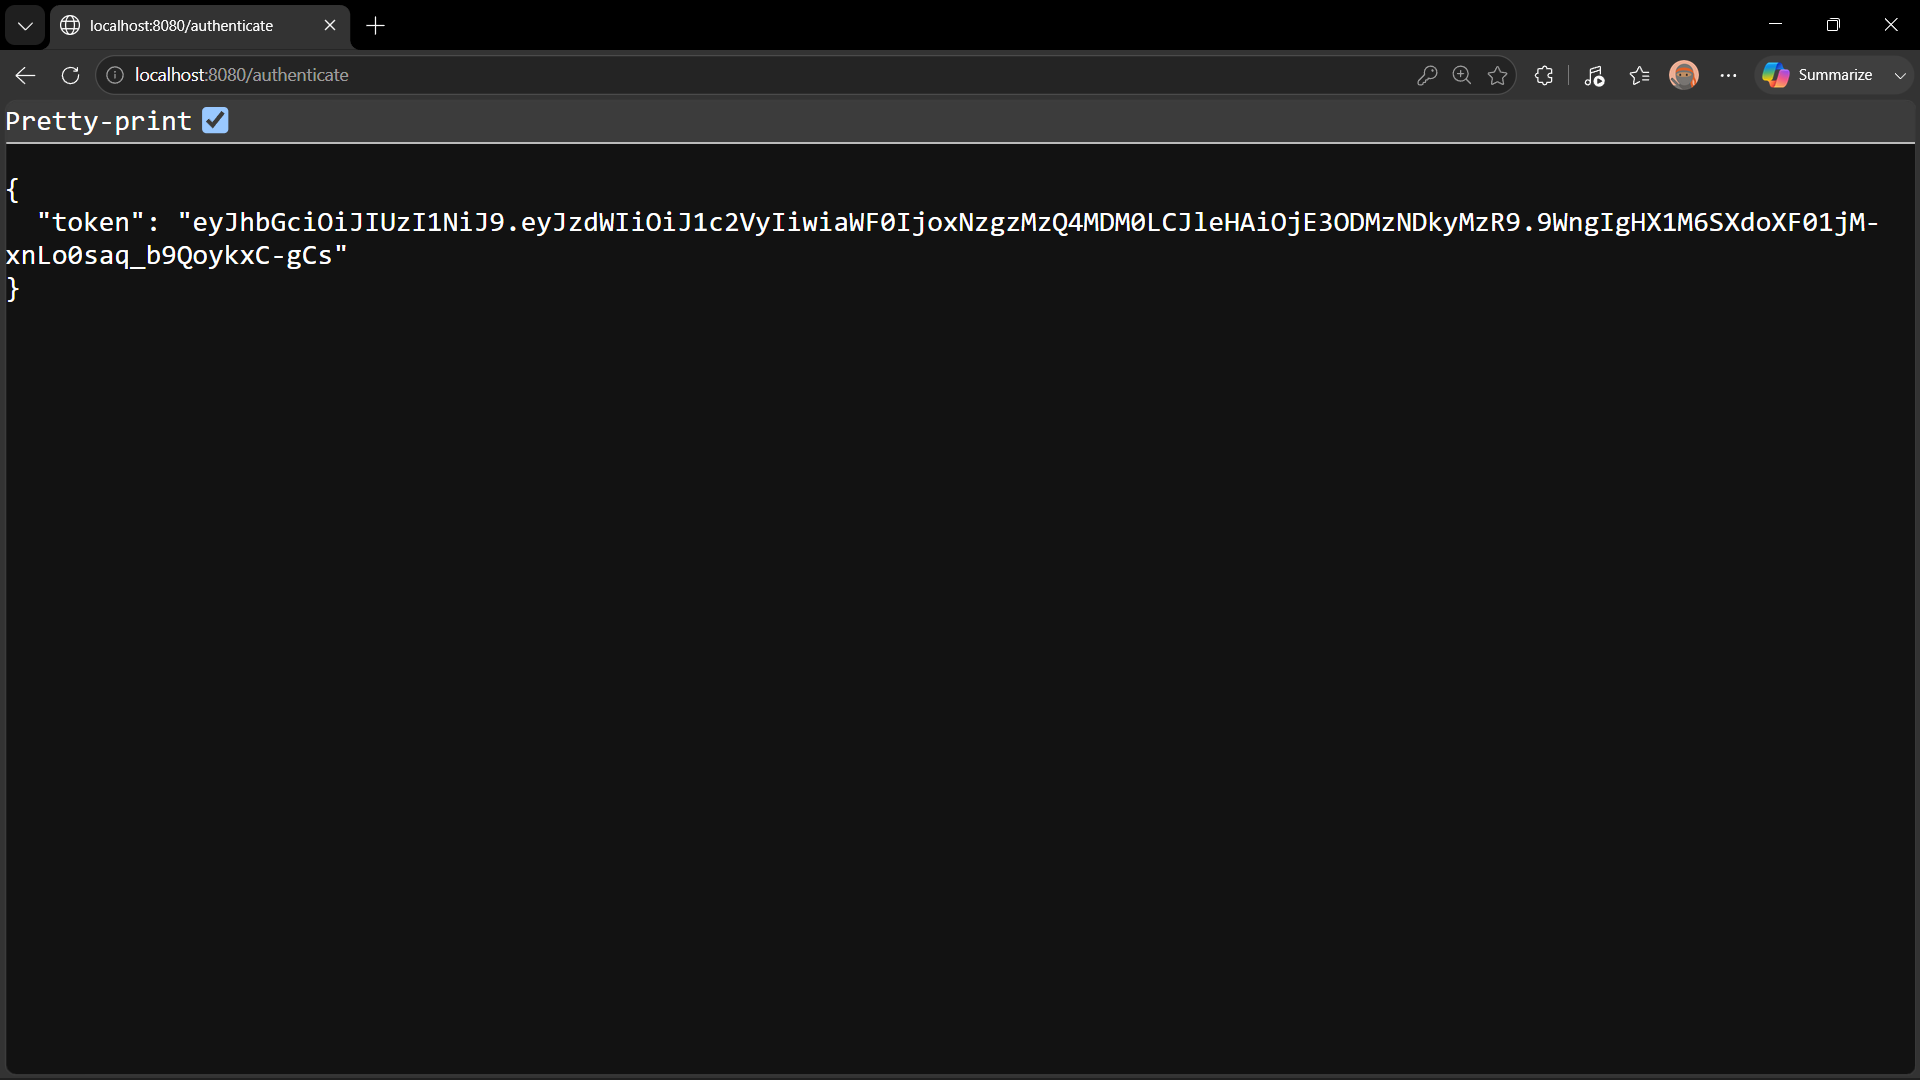 localhost:8080/authenticate
localhost:8080/authenticate
Summarize
Pretty-print
{
"token": "eyJhbGciOiJIUzI1NiJ9.eyJzdWIiOiJ1c2VyIiwiaWF0IjoxNzgzMzQ4MDM0LCJleHAiOjE3ODMzNDkyMzR9.9WngIgHX1M6SXdoXF01jM-
xnLo0saq_b9QoykxC-gCs"
}